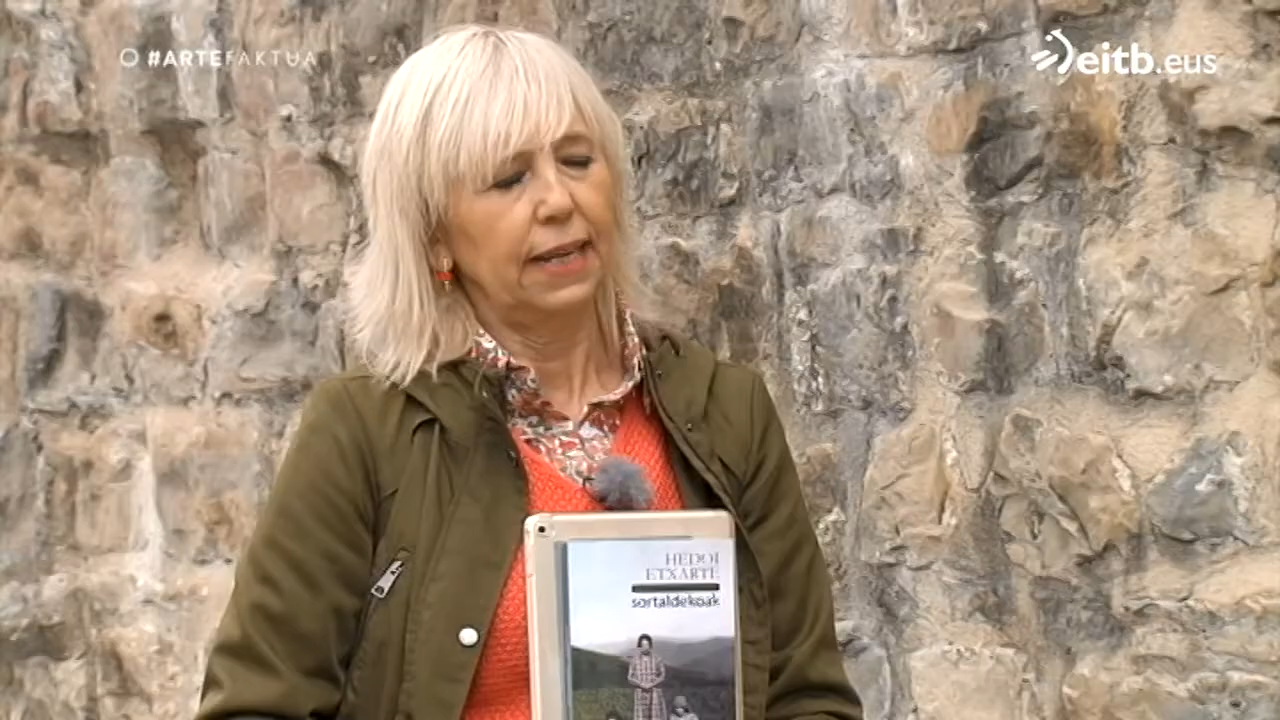 #ARTEFAKTUA
eitb.eus
HEDOI
ETXARTE
sortaldekoak